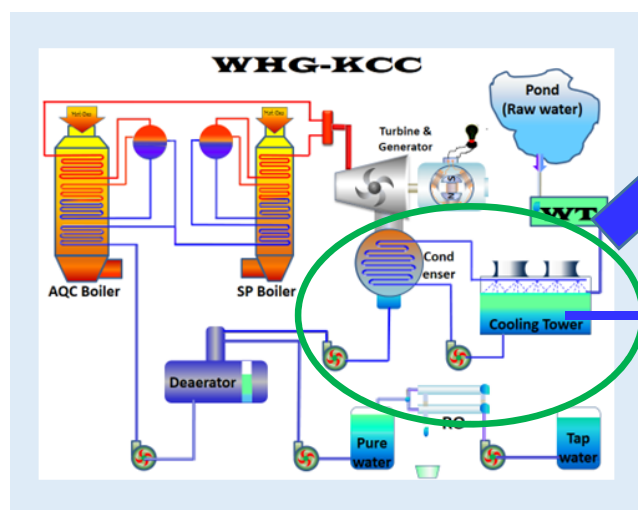 WHG-KCC
Pond
(Raw water)
Turbine &
Generator
WT
Cond
enser
AQC Boiler
SP Boiler
Cooling Tower
Deaerator
RO
Pure
water
Tap
water